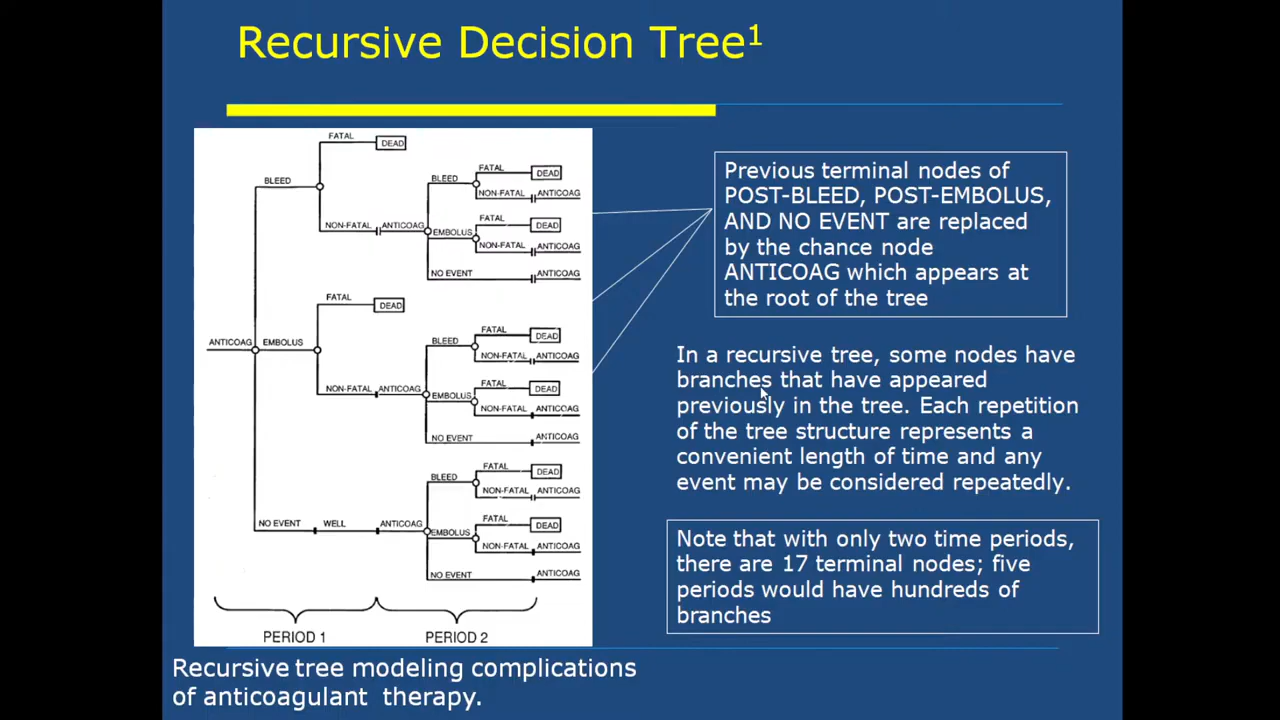 Recursive Decision Tree1
FATAL
DEAD
BLEED
NON-FATAL
ANTICOAG
BLEED
FATAL
DEAD
NON-FATAL
ANTICOAG
EMBOLUS
FATAL
DEAD
NON-FATAL
ANTICOAG
NO EVENT
ANTICOAG
ANTICOAG
EMBOLUS
FATAL
DEAD
NON-FATAL
ANTICOAG
BLEED
FATAL
DEAD
NON-FATAL
ANTICOAG
EMBOLUS
FATAL
DEAD
NON-FATAL
ANTICOAG
NO EVENT
ANTICOAG
NO EVENT
WELL
ANTICOAG
BLEED
FATAL
DEAD
NON-FATAL
ANTICOAG
EMBOLUS
FATAL
DEAD
NON-FATAL
ANTICOAG
NO EVENT
ANTICOAG
PERIOD 1
PERIOD 2
Recursive tree modeling complications
of anticoagulant therapy.
Previous terminal nodes of
POST-BLEED, POST-EMBOLUS,
AND NO EVENT are replaced
by the chance node
ANTICOAG which appears at
the root of the tree
In a recursive tree, some nodes have
branches that have appeared
previously in the tree. Each repetition
of the tree structure represents a
convenient length of time and any
event may be considered repeatedly.
Note that with only two time periods,
there are 17 terminal nodes; five
periods would have hundreds of
branches